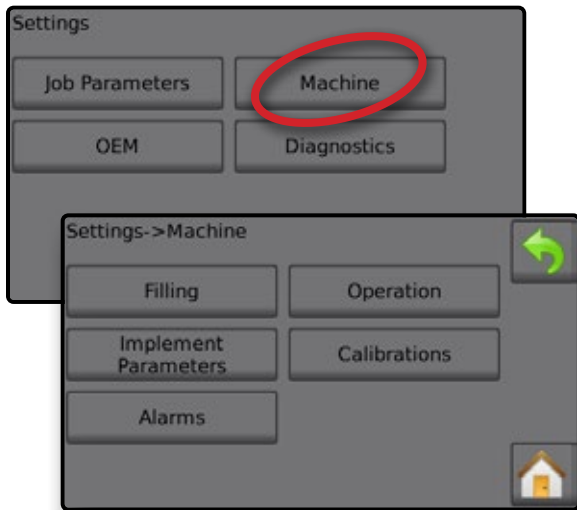 Settings
Job Parameters
Machine
OEM
Diagnostics
Settings->Machine
Filling
Operation
Implement
Parameters
Calibrations
Alarms